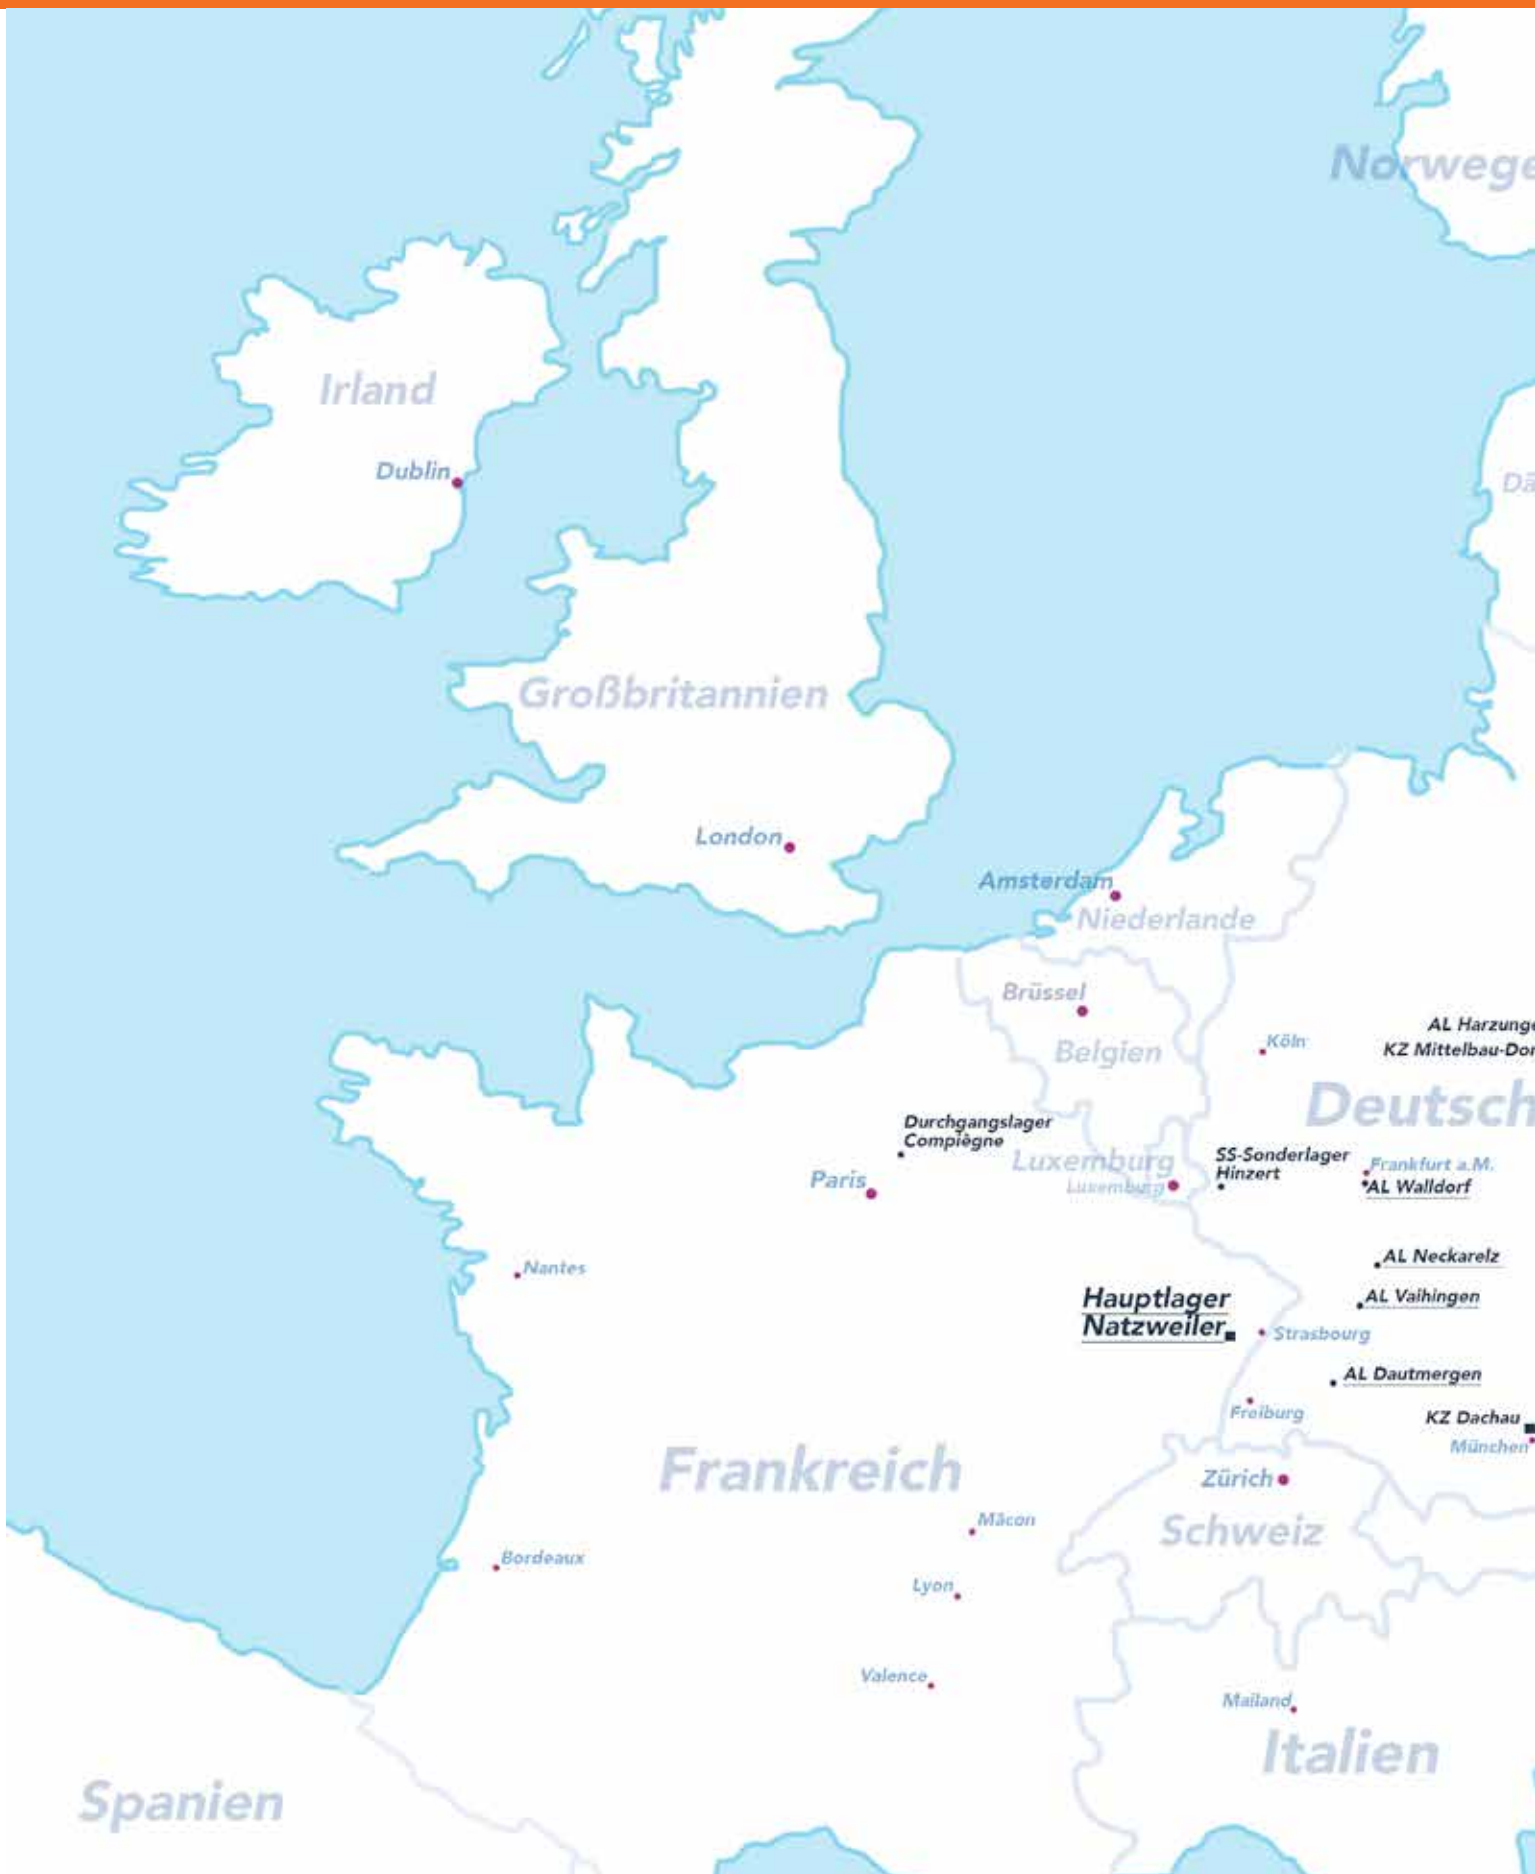 Norwege
Irland
Dublin
Dä
Großbritannien
London
Amsterdam
Niederlande
Brüssel
Belgien
Köln
AL Harzunge
KZ Mittelbau-Dor
Deutsch
Durchgangslager
Compiègne
Luxemburg
Luxemburg
SS-Sonderlager
Hinzert
Frankfurt a.M.
AL Walldorf
Paris
Nantes
AL Neckarelz
AL Vaihingen
Hauptlager
Natzweiler
Strasbourg
AL Dautmergen
Freiburg
KZ Dachau
München
Frankreich
Zürich
Schweiz
Mâcon
Bordeaux
Lyon
Valence
Mailand
Italien
Spanien